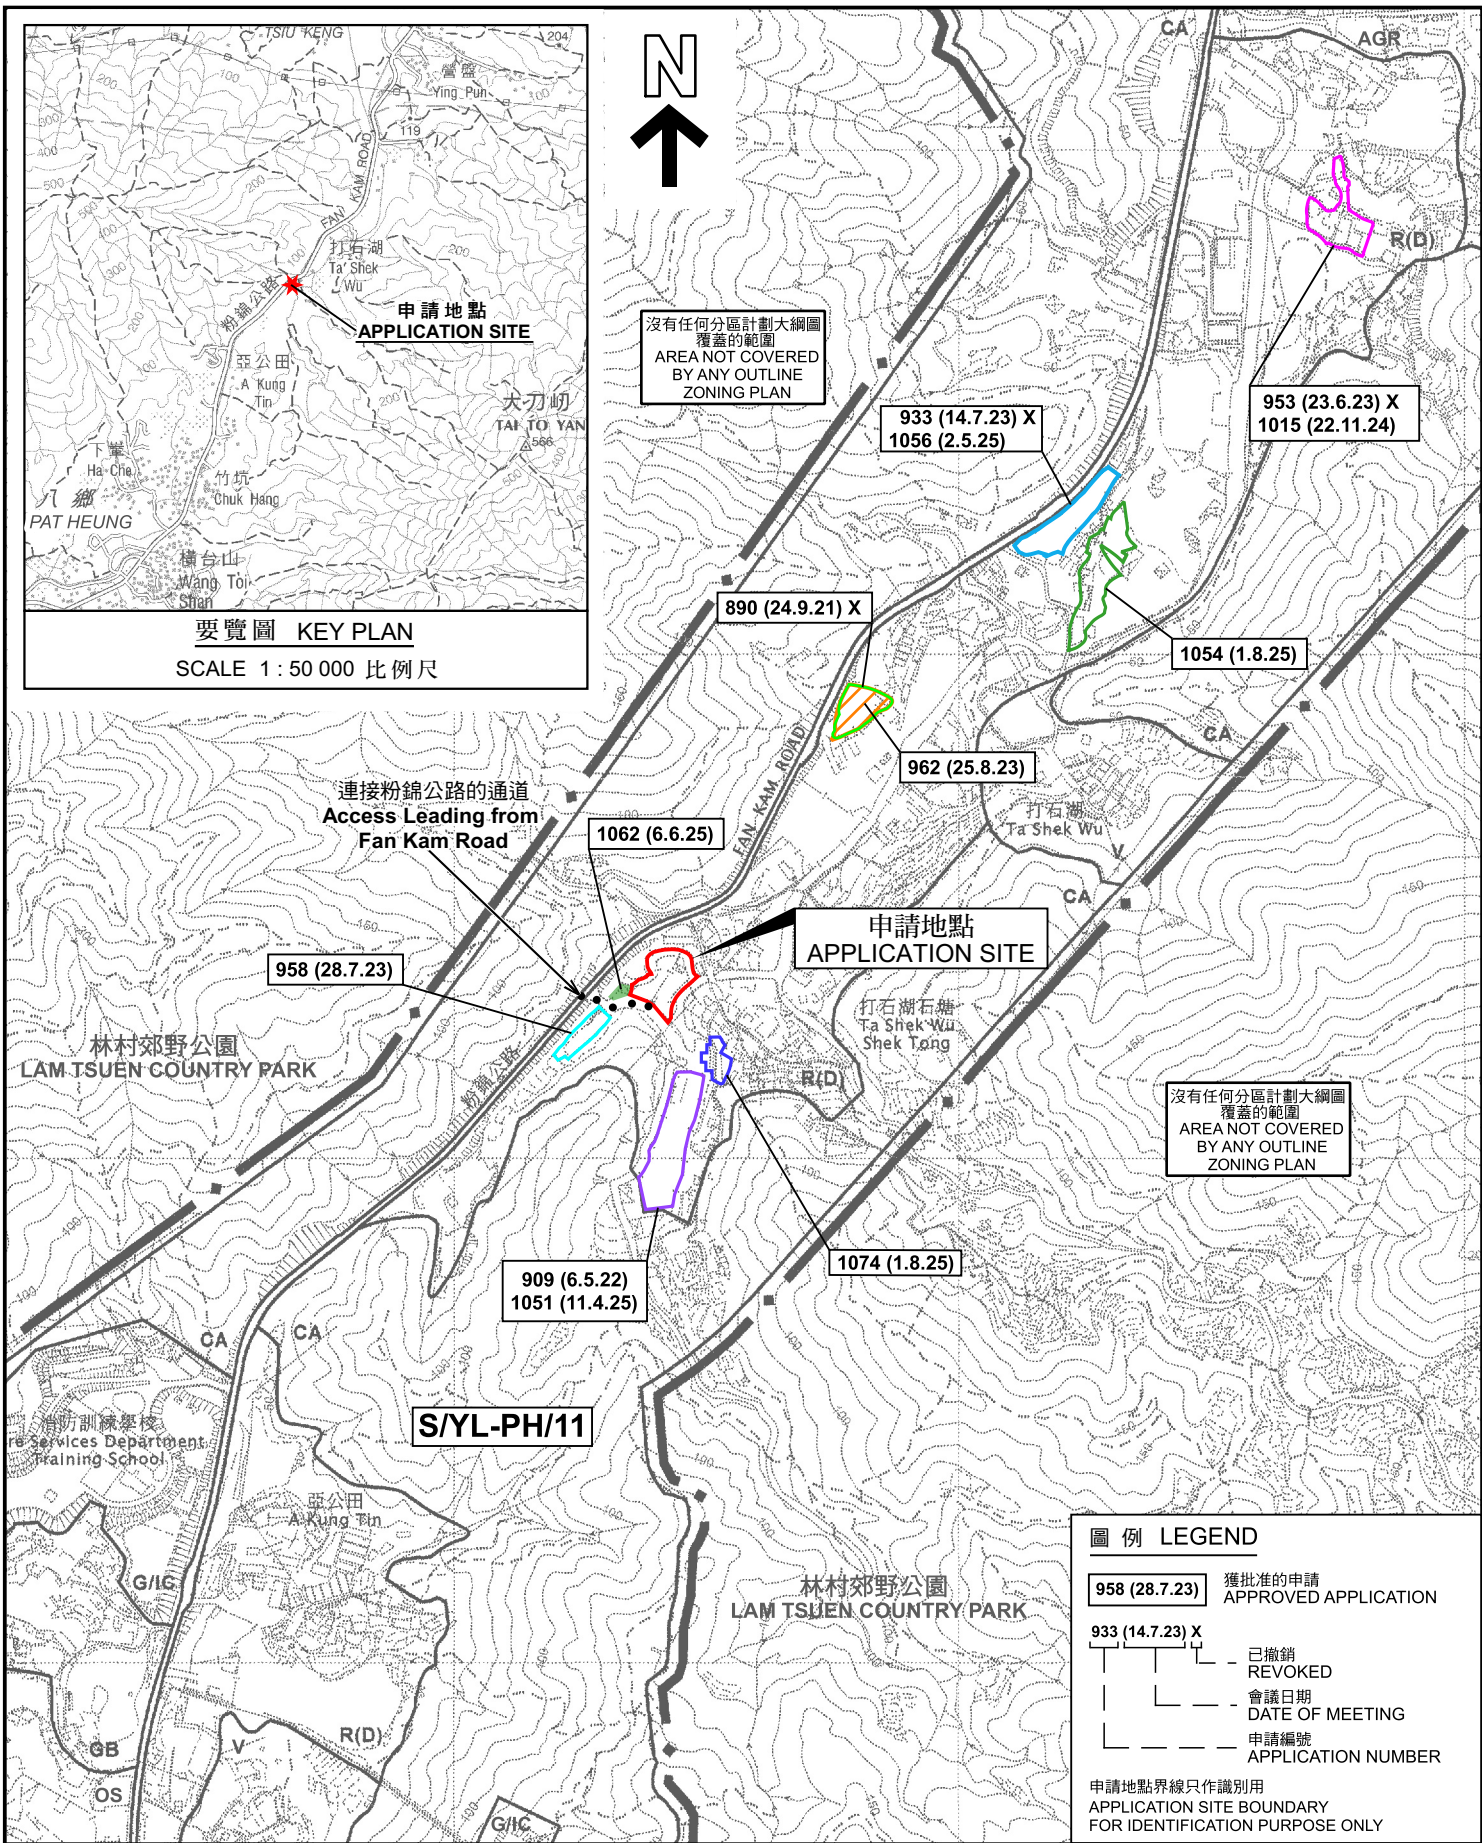 TSIU KENG
204
營盤
Ying Pun
119
FAN KAM ROAD
打石湖
Ta Shek
Wu
粉錦公路
申請地點
APPLICATION SITE
亞公田
A Kung
Tin
大刀屻
TAI TO YAN
566
下輋
Ha Che
竹坑
Chuk Hang
八鄉
PAT HEUNG
橫台山
Wang Toi
Shan
要覽圖 KEY PLAN
SCALE 1 : 50 000 比例尺
N
CA
AGR
R(D)
沒有任何分區計劃大綱圖
覆蓋的範圍
AREA NOT COVERED
BY ANY OUTLINE
ZONING PLAN
953 (23.6.23) X
1015 (22.11.24)
933 (14.7.23) X
1056 (2.5.25)
890 (24.9.21) X
1054 (1.8.25)
962 (25.8.23)
CA
打石湖
Ta Shek Wu
V
CA
FAN KAM ROAD
連接粉錦公路的通道
Access Leading from
Fan Kam Road
1062 (6.6.25)
申請地點
APPLICATION SITE
958 (28.7.23)
打石湖石塘
Ta Shek Wu
Shek Tong
林村郊野公園
LAM TSUEN COUNTRY PARK
粉錦公路
R(D)
沒有任何分區計劃大綱圖
覆蓋的範圍
AREA NOT COVERED
BY ANY OUTLINE
ZONING PLAN
1074 (1.8.25)
909 (6.5.22)
1051 (11.4.25)
CA
CA
S/YL-PH/11
消防訓練學校
re Services Department
Training School
亞公田
A Kung Tin
G/IC
林村郊野公園
LAM TSUEN COUNTRY PARK
R(D)
V
GB
OS
G/IC
圖例 LEGEND
958 (28.7.23)
獲批准的申請
APPROVED APPLICATION
933 (14.7.23) X
已撤銷
REVOKED
會議日期
DATE OF MEETING
申請編號
APPLICATION NUMBER
申請地點界線只作識別用
APPLICATION SITE BOUNDARY
FOR IDENTIFICATION PURPOSE ONLY